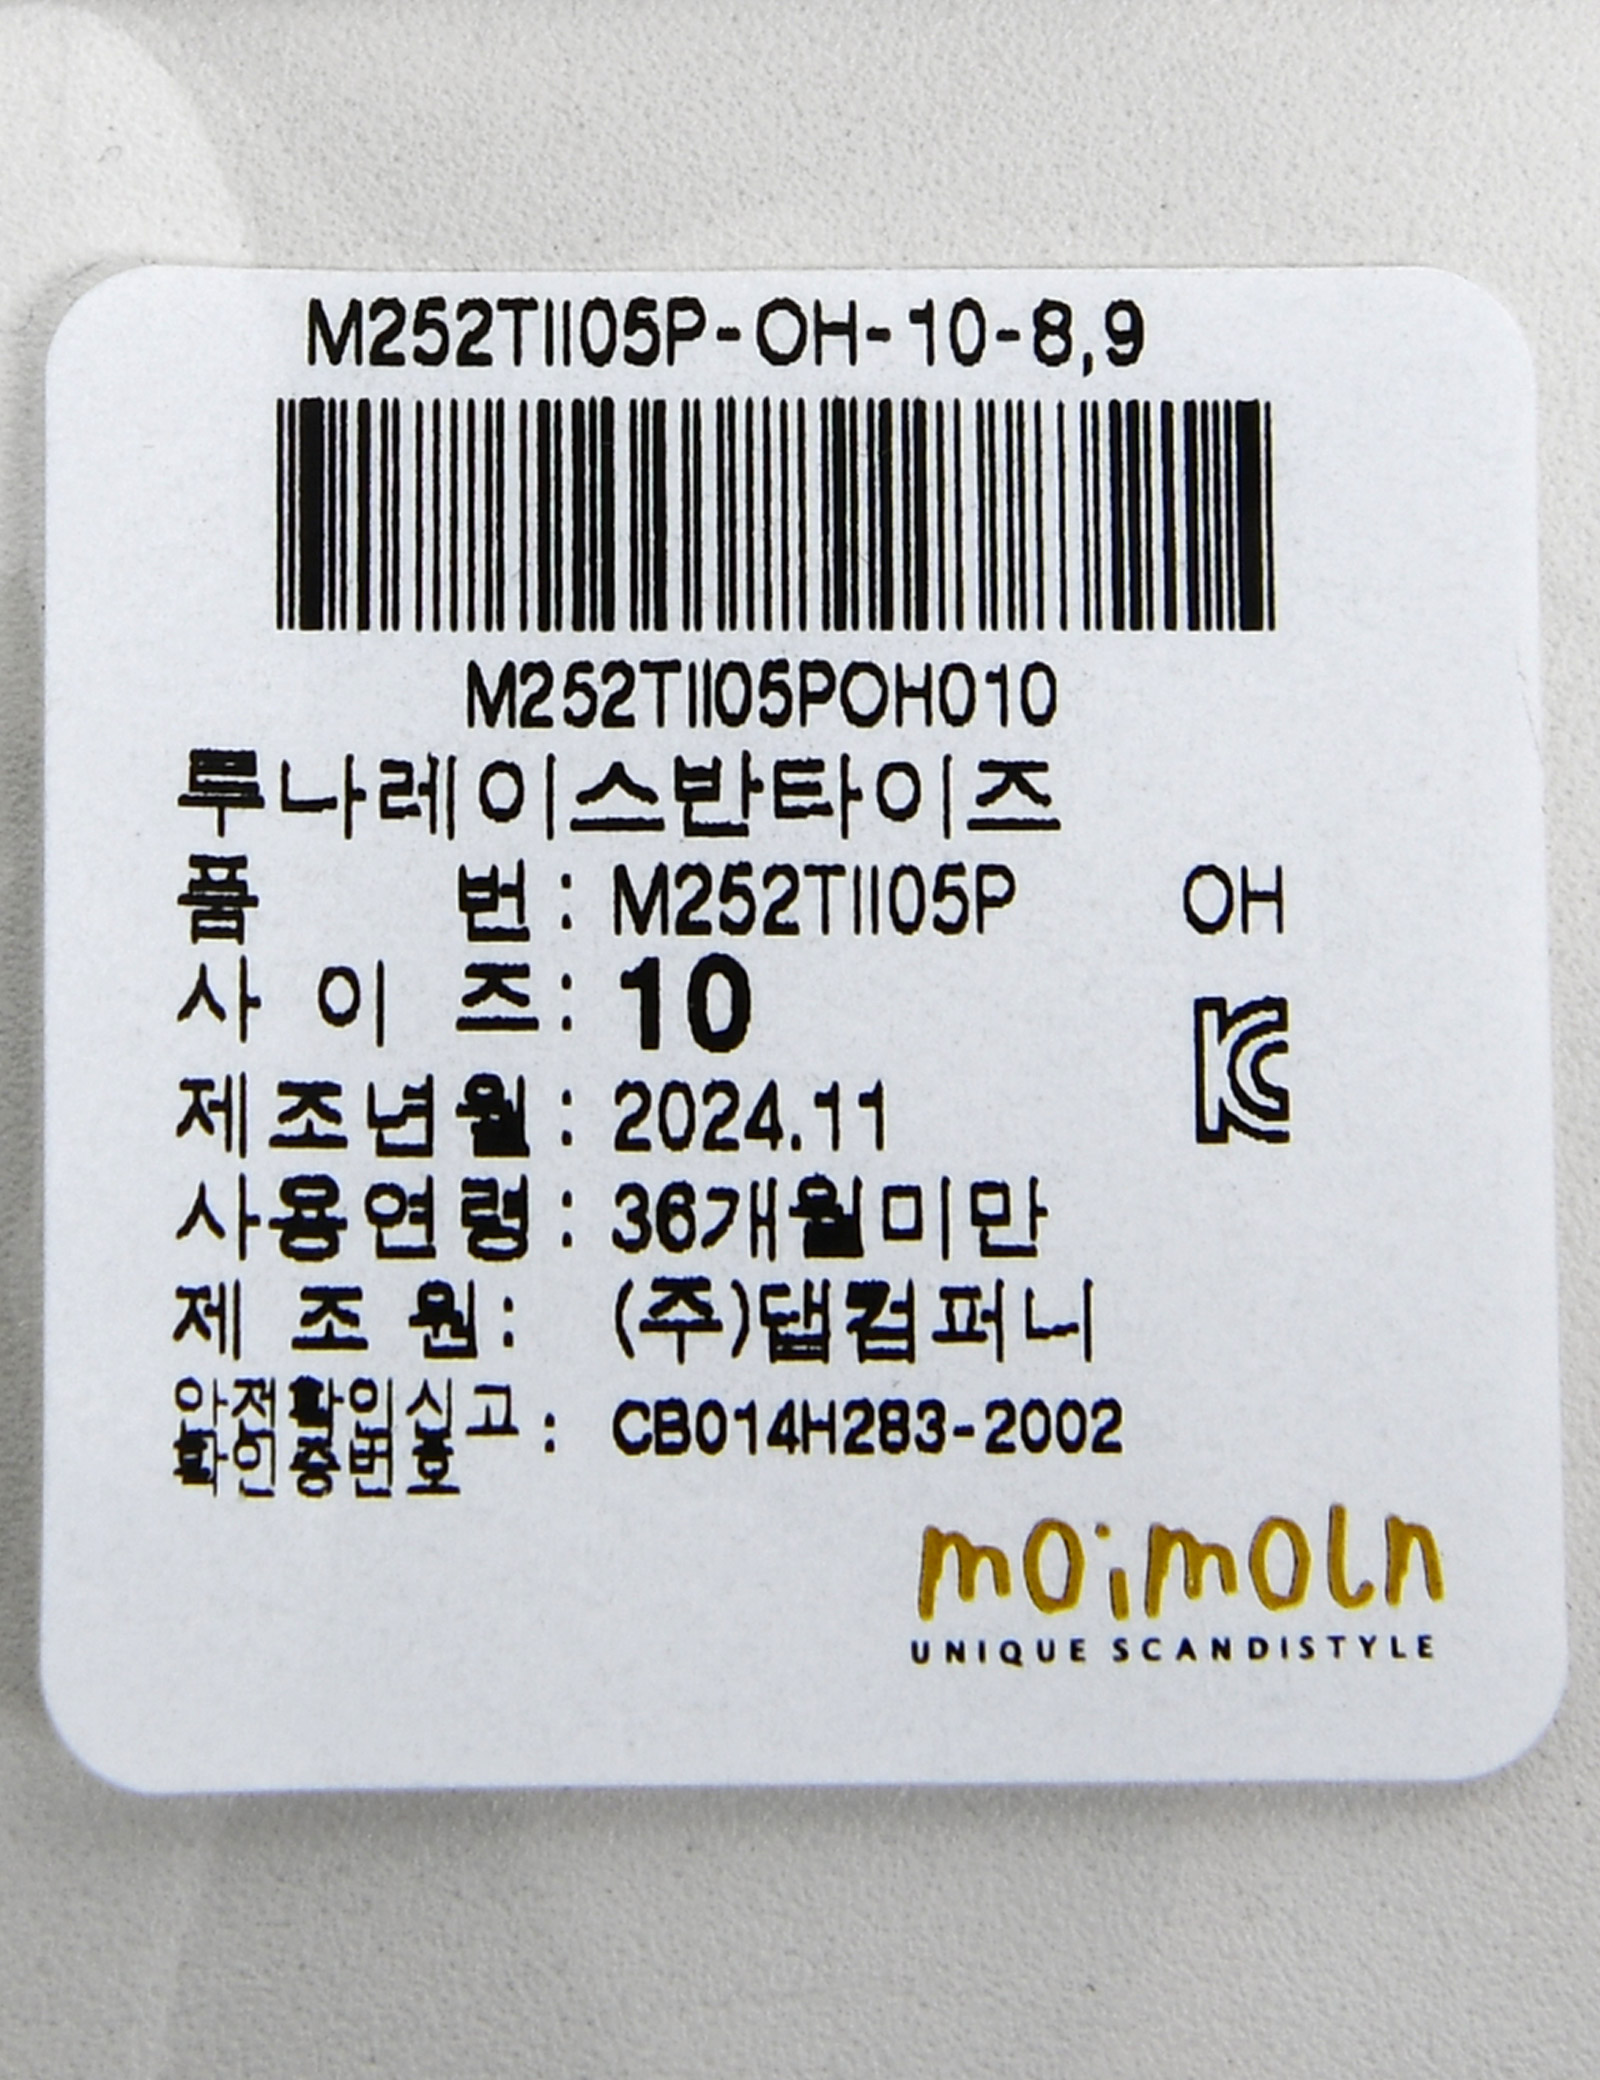 M252TII05P-OH-10-8,9
M252TII05POH010
루나레이스반타이즈
품 번 : M252TII05P OH
사 이 즈 : 10
제조년월 : 2024.11
사용연령 : 36개월미만
제 조 원 : (주)댑컴퍼니
안전확인신고 : CB014H283-2002
확인증번호
moimoln
UNIQUE SCANDISTYLE